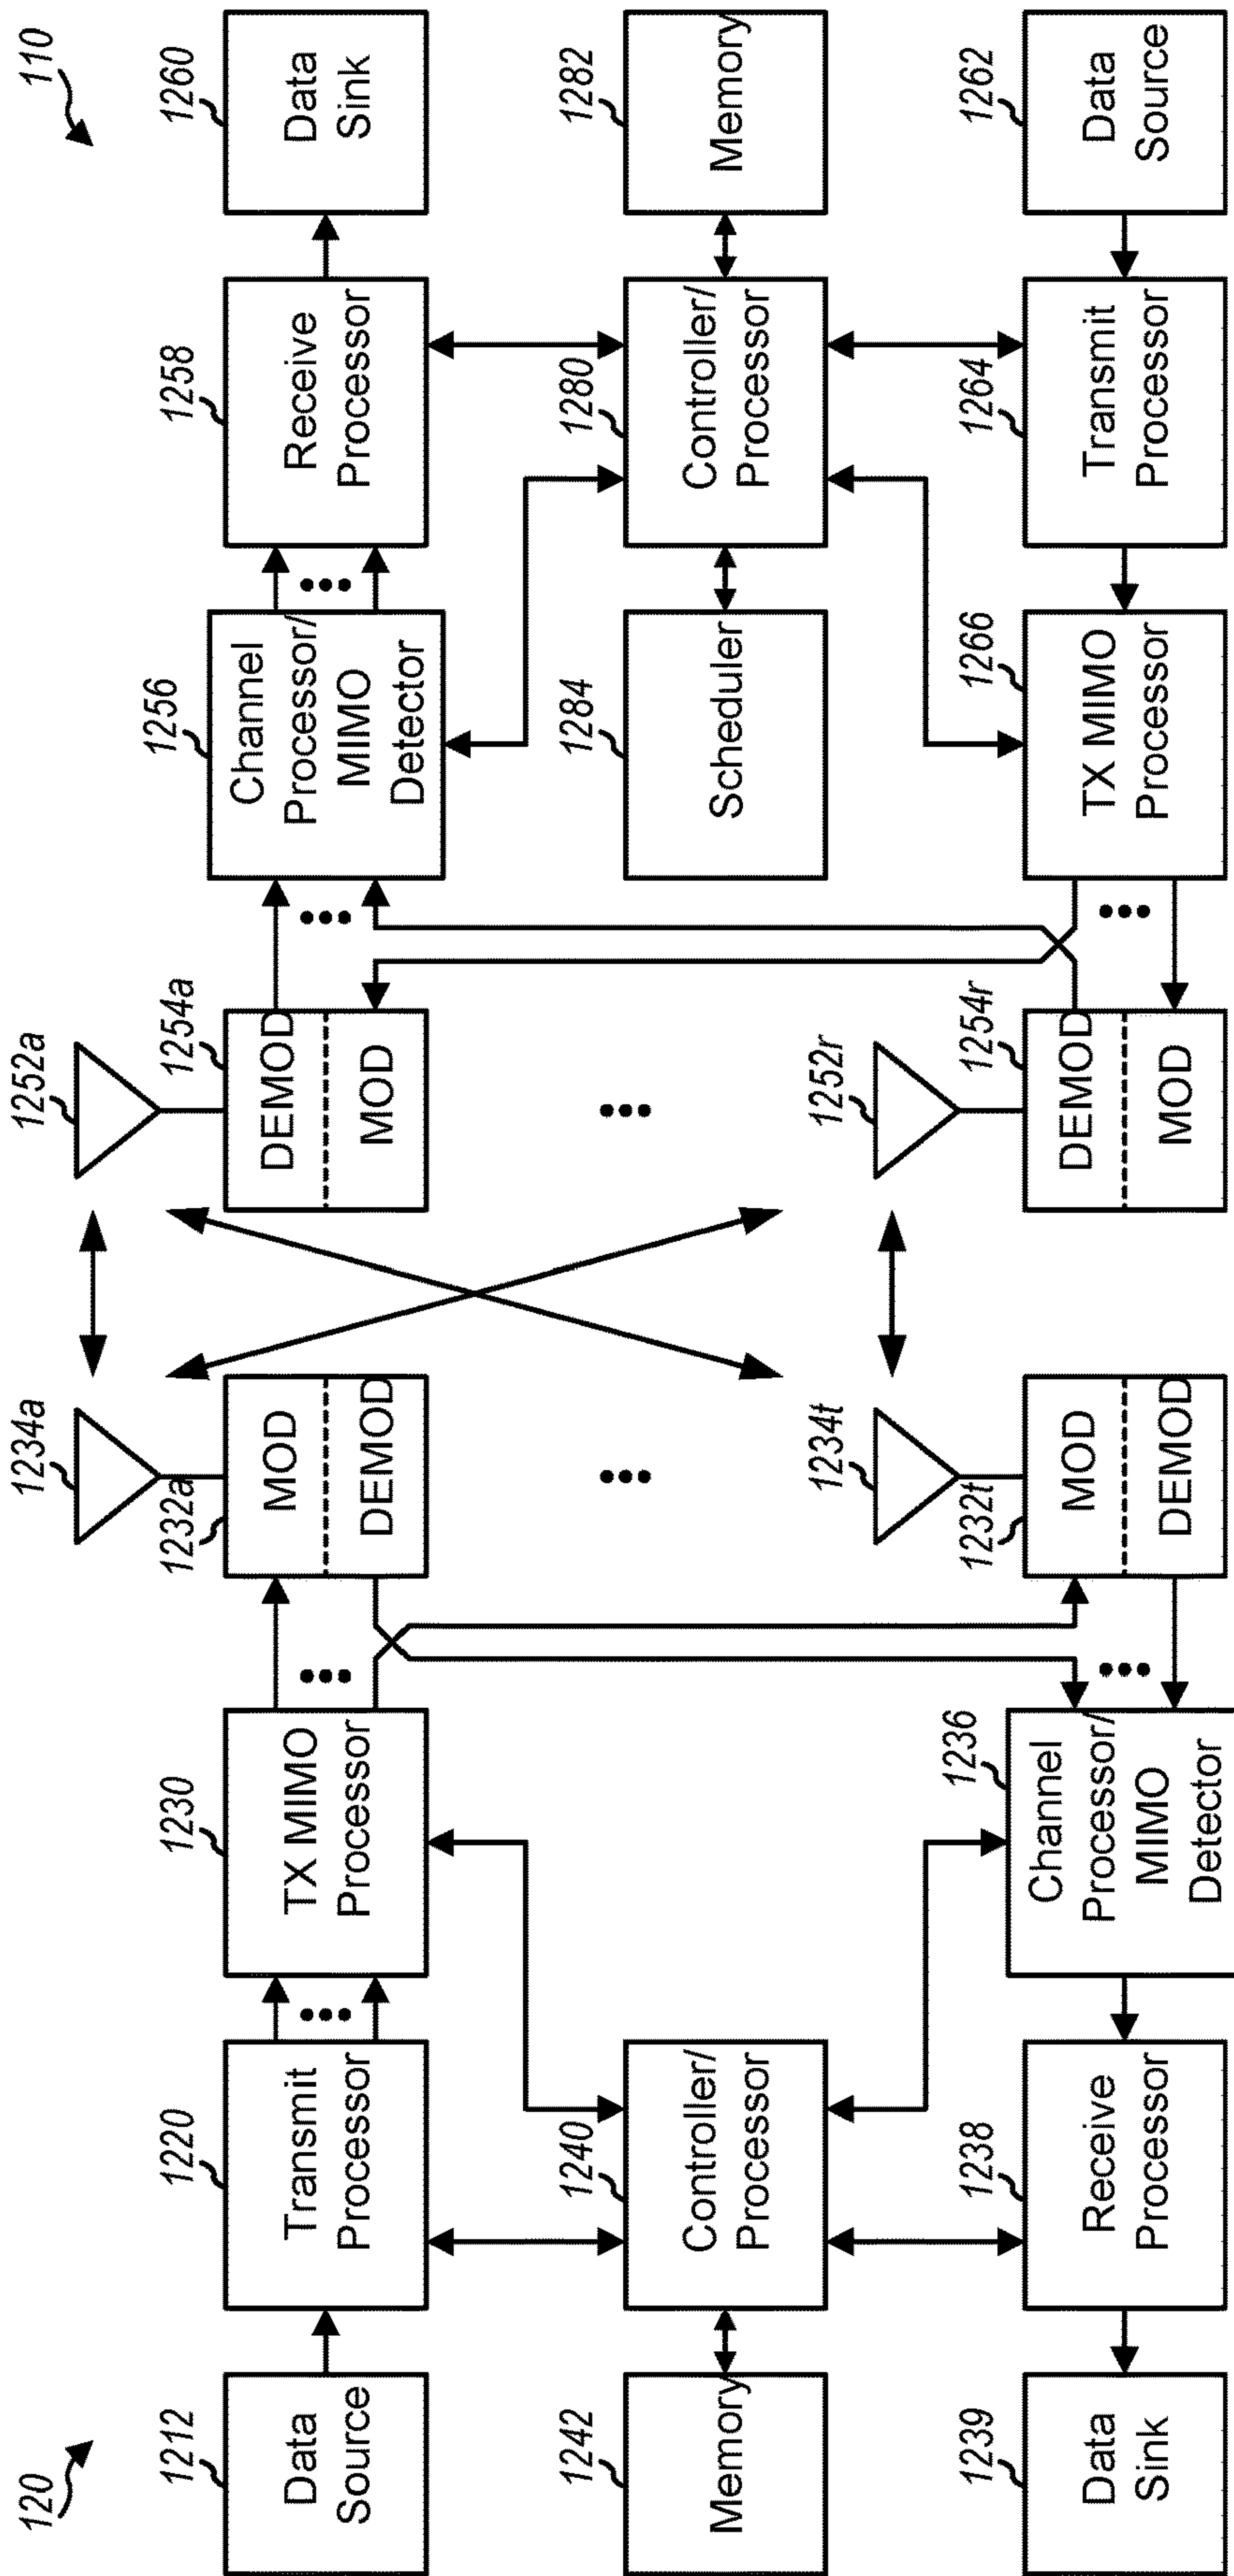 120
110
1212
Data
Source
1220
Transmit
Processor
1230
TX MIMO
Processor
1232a
MOD
DEMOD
1234a
1252a
1254a
DEMOD
MOD
1256
Channel
Processor/
MIMO
Detector
1258
Receive
Processor
1260
Data
Sink
1242
Memory
1240
Controller/
Processor
1284
Scheduler
1280
Controller/
Processor
1282
Memory
1239
Data
Sink
1238
Receive
Processor
1236
Channel
Processor/
MIMO
Detector
1232t
MOD
DEMOD
1234t
1252r
1254r
DEMOD
MOD
1266
TX MIMO
Processor
1264
Transmit
Processor
1262
Data
Source